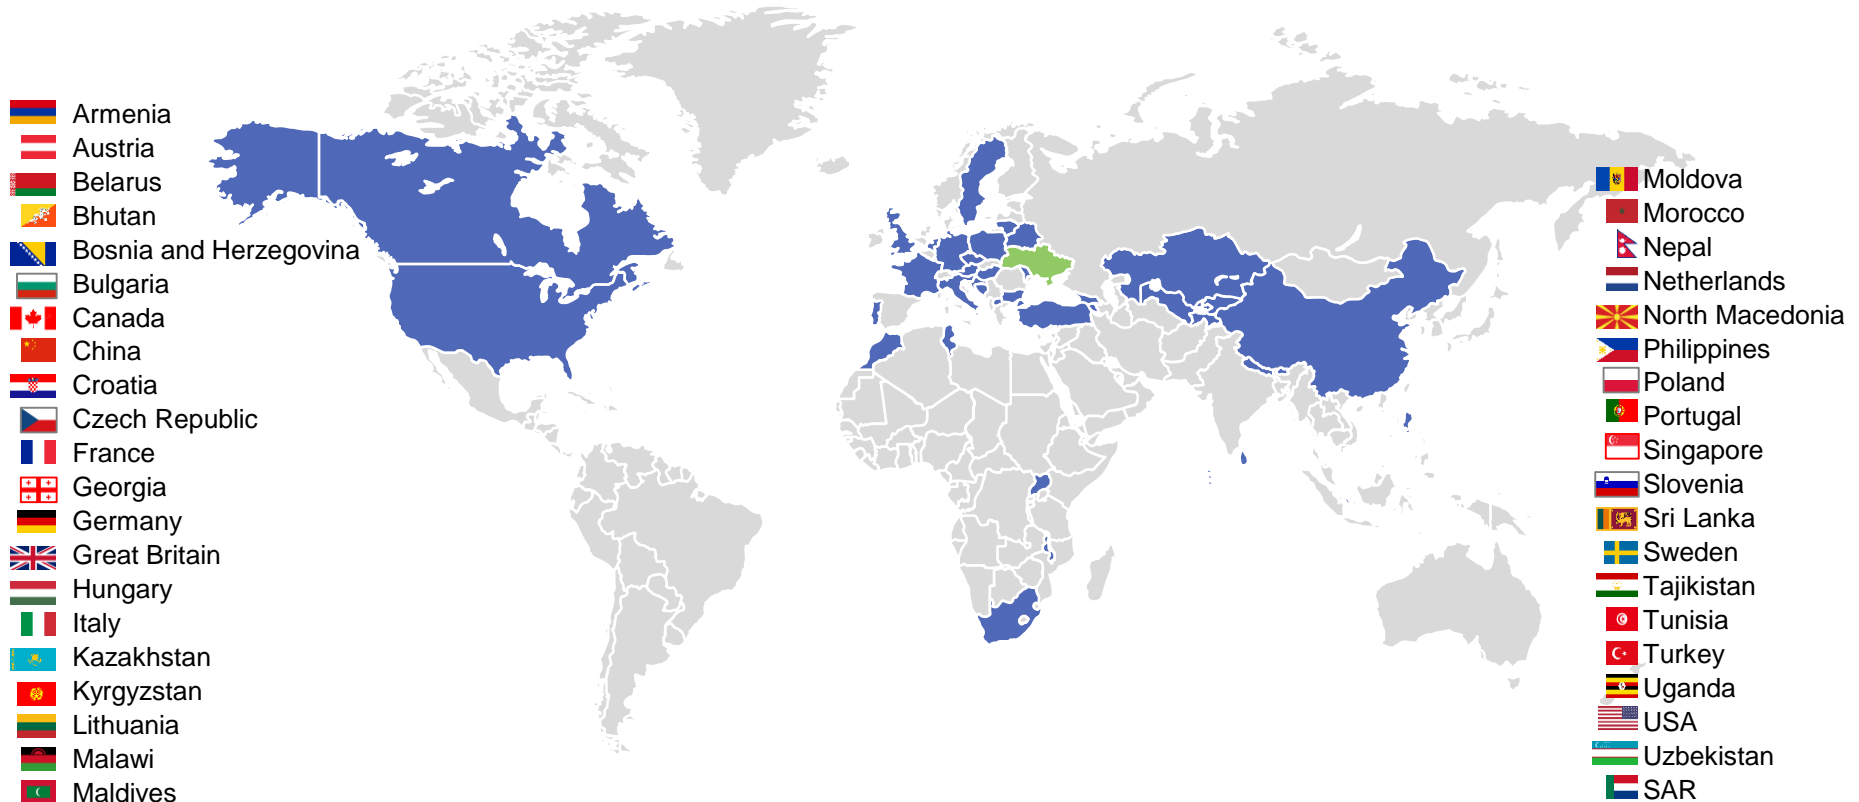 Armenia
Austria
Belarus
Bhutan
Bosnia and Herzegovina
Bulgaria
Canada
China
Croatia
Czech Republic
France
Georgia
Germany
Great Britain
Hungary
Italy
Kazakhstan
Kyrgyzstan
Lithuania
Malawi
Maldives
Moldova
Morocco
Nepal
Netherlands
North Macedonia
Philippines
Poland
Portugal
Singapore
Slovenia
Sri Lanka
Sweden
Tajikistan
Tunisia
Turkey
Uganda
USA
Uzbekistan
SAR